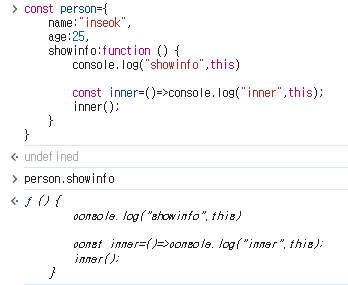 const person={
name:"inseok",
age:25,
showinfo:function () {
console.log("showinfo",this)
const inner=()=>console.log("inner",this);
inner();
}
}
undefined
person.showinfo
ƒ () {
console.log("showinfo",this)
const inner=()=>console.log("inner",this);
inner();
}